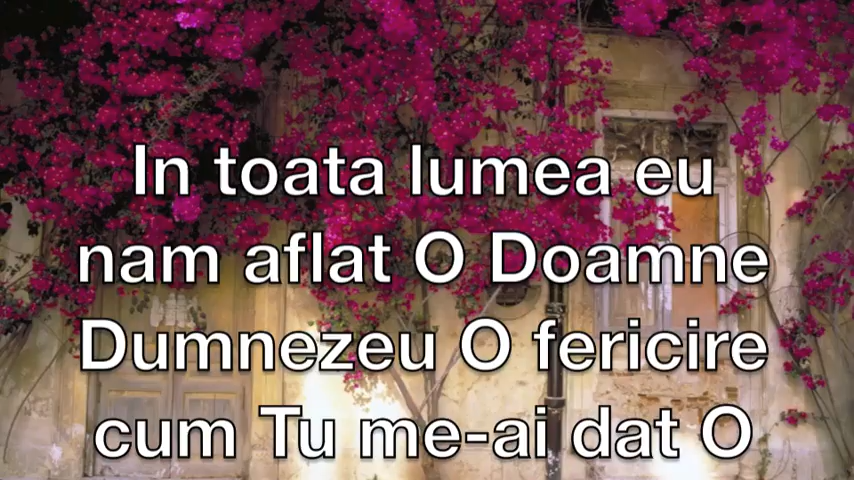 In toata lumea eu
nam aflat O Doamne
Dumnezeu O fericire
cum Tu me-ai dat O